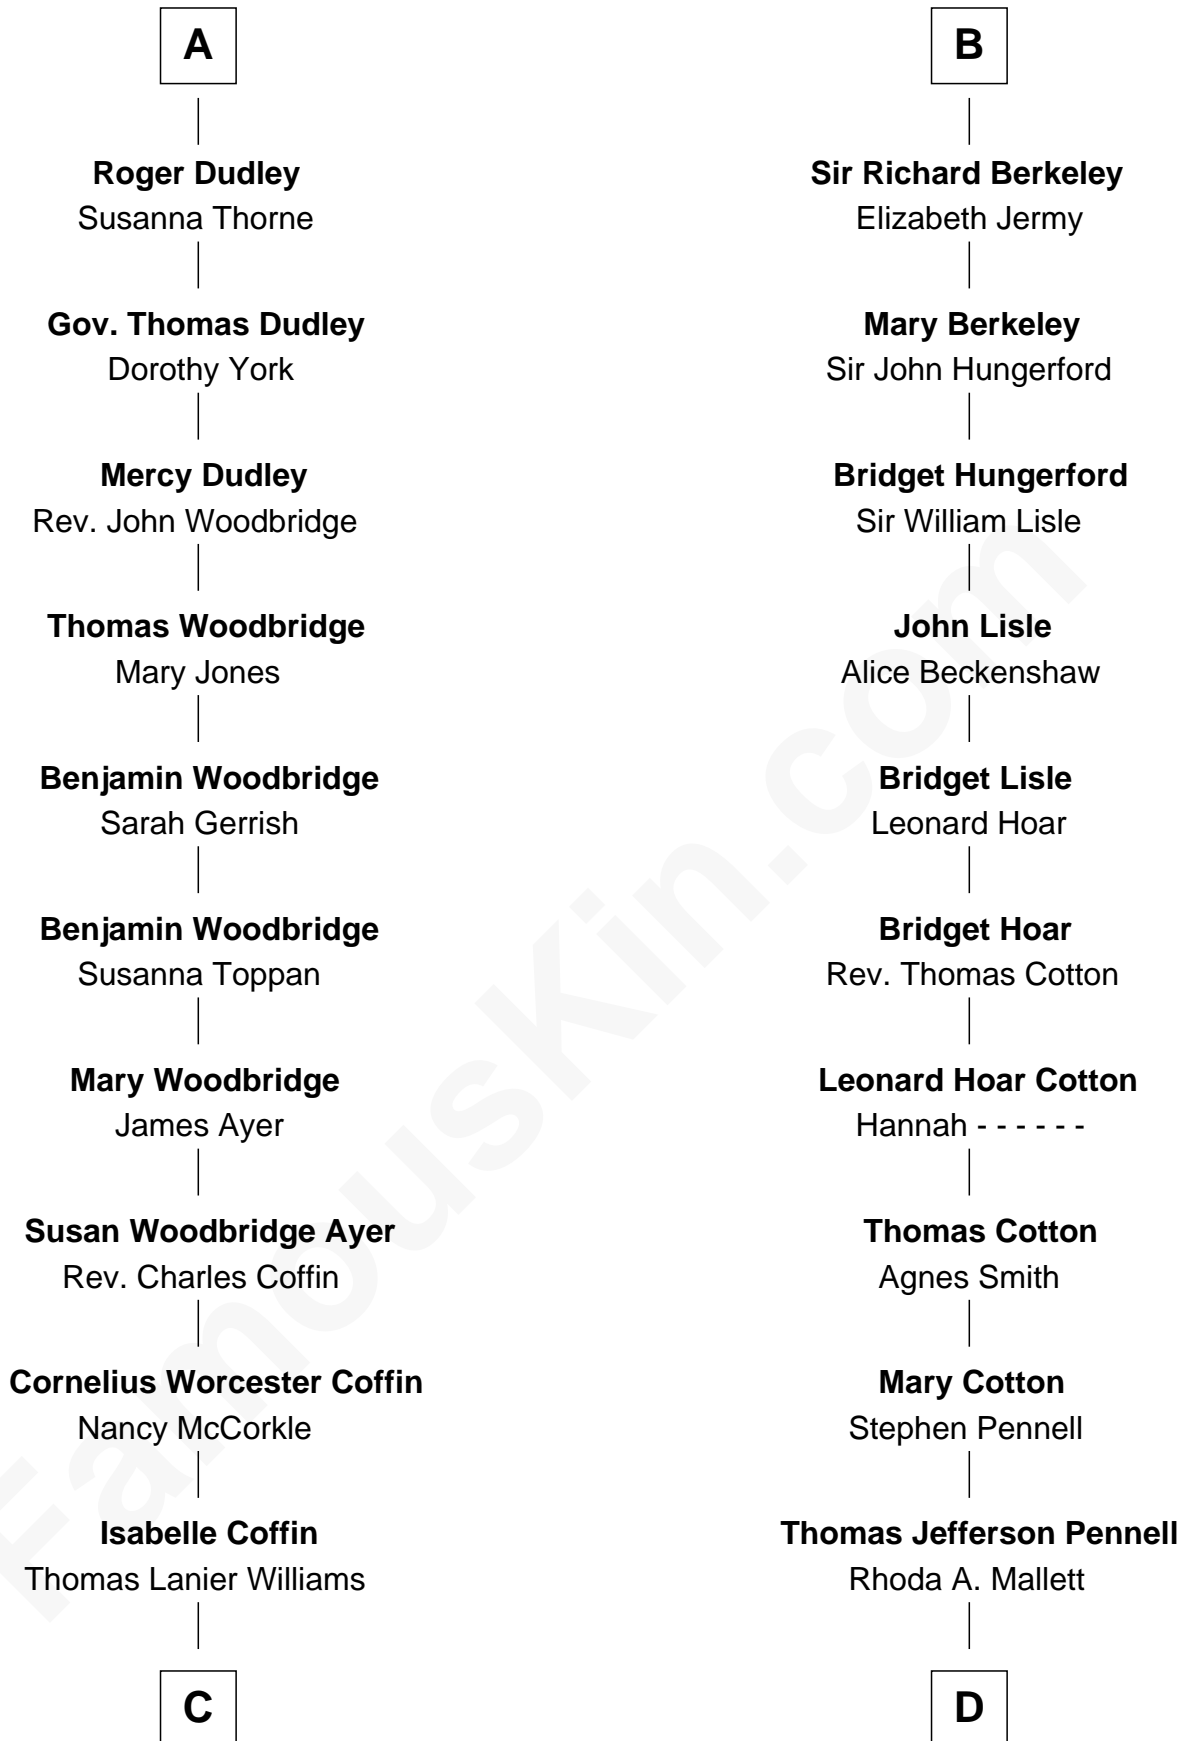 A
Roger Dudley
Susanna Thorne
Gov. Thomas Dudley
Dorothy York
Mercy Dudley
Rev. John Woodbridge
Thomas Woodbridge
Mary Jones
Benjamin Woodbridge
Sarah Gerrish
Benjamin Woodbridge
Susanna Toppan
Mary Woodbridge
James Ayer
Susan Woodbridge Ayer
Rev. Charles Coffin
Cornelius Worcester Coffin
Nancy McCorkle
Isabelle Coffin
Thomas Lanier Williams
C
B
Sir Richard Berkeley
Elizabeth Jermy
Mary Berkeley
Sir John Hungerford
Bridget Hungerford
Sir William Lisle
John Lisle
Alice Beckenshaw
Bridget Lisle
Leonard Hoar
Bridget Hoar
Rev. Thomas Cotton
Leonard Hoar Cotton
Hannah - - - - - -
Thomas Cotton
Agnes Smith
Mary Cotton
Stephen Pennell
Thomas Jefferson Pennell
Rhoda A. Mallett
D
FamousKin.com